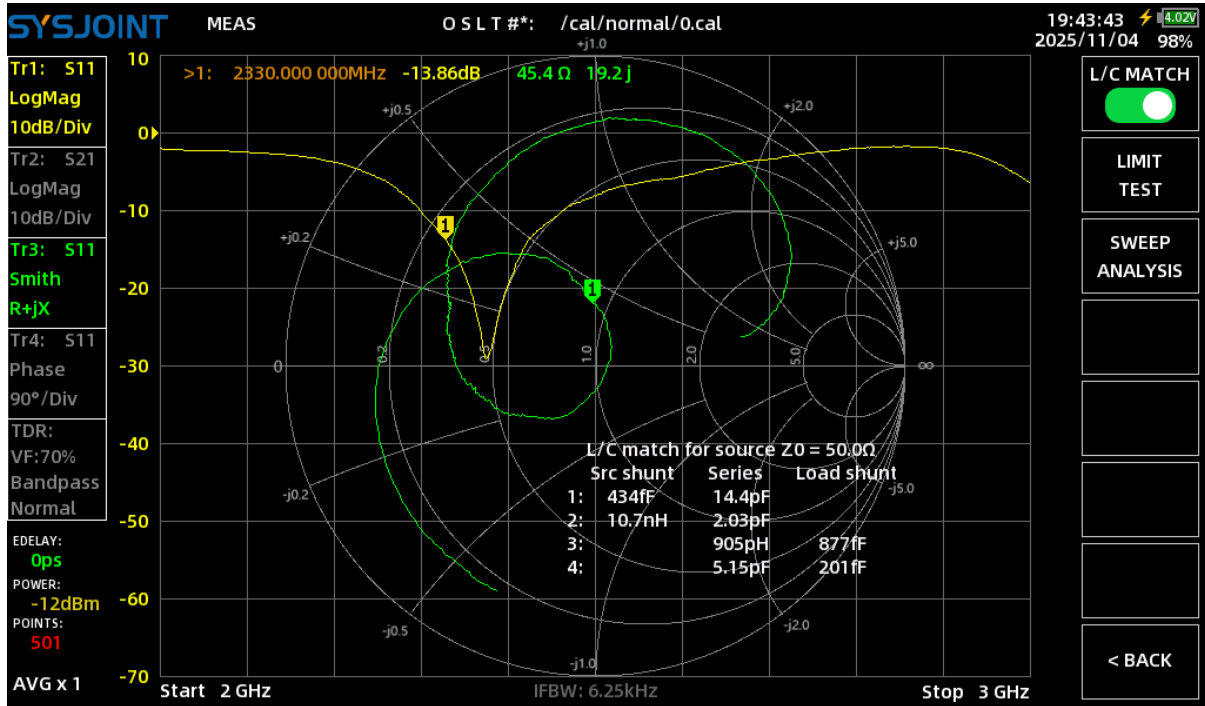 SYSJOINT MEAS O S L T #*: /cal/normal/0.cal 19:43:43 4.02V
2025/11/04 98%
Tr1: S11
LogMag
10dB/Div
Tr2: S21
LogMag
10dB/Div
Tr3: S11
Smith
R+jX
Tr4: S11
Phase
90°/Div
TDR:
VF:70%
Bandpass
Normal
EDELAY:
0ps
POWER:
-12dBm
POINTS:
501
AVG x 1
10
0
-10
-20
-30
-40
-50
-60
-70
>1: 2330.000 000MHz -13.86dB 45.4 Ω 19.2 j
+j1.0
+j0.5
+j2.0
+j0.2
+j5.0
1
1
0
0.2
0.5
1.0
2.0
5.0
∞
-j0.2
-j5.0
-j0.5
-j2.0
-j1.0
L/C match for source Z0 = 50.0Ω
Src shunt Series Load shunt
1: 434fF 14.4pF
2: 10.7nH 2.03pF
3: 905pH 877fF
4: 5.15pF 201fF
Start 2 GHz IFBW: 6.25kHz Stop 3 GHz
L/C MATCH
LIMIT
TEST
SWEEP
ANALYSIS
< BACK